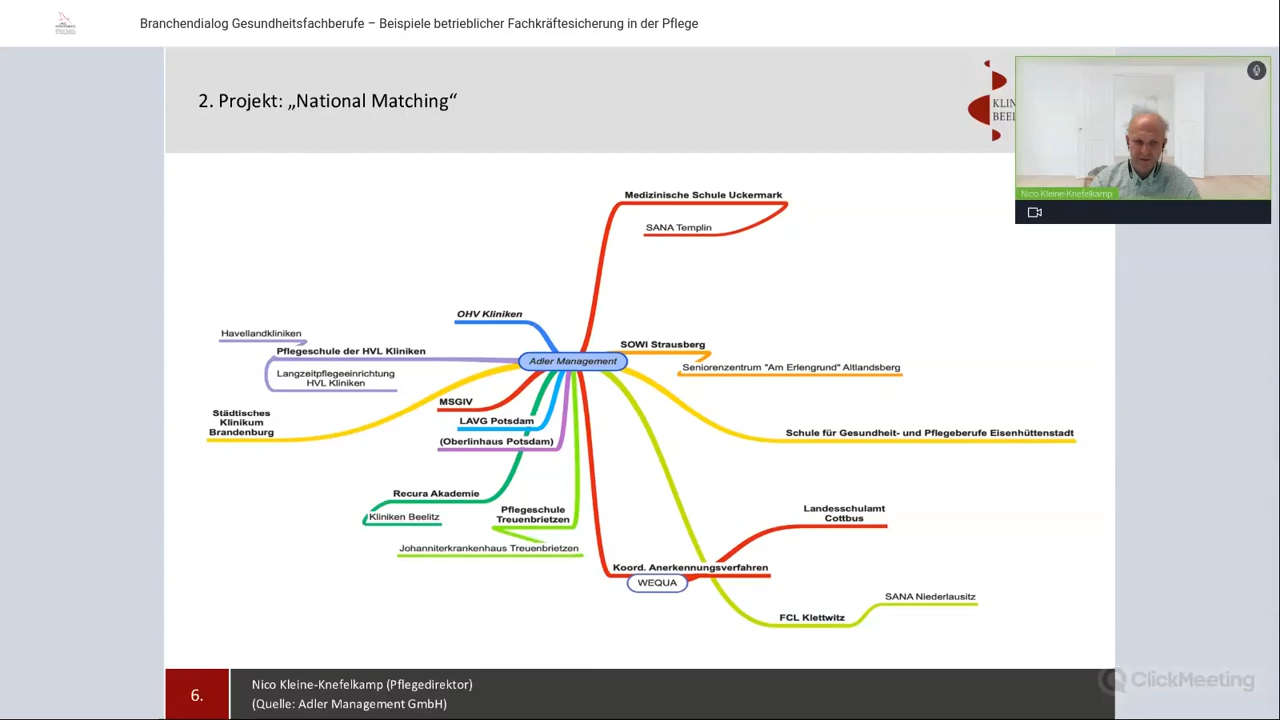 Branchendialog Gesundheitsfachberufe – Beispiele betrieblicher Fachkräftesicherung in der Pflege
2. Projekt: „National Matching“
Nico Kleine-Knefelkamp
Medizinische Schule Uckermark
SANA Templin
OHV Kliniken
Havellandkliniken
Pflegeschule der HVL Kliniken
Langzeitpflegeeinrichtung
HVL Kliniken
Adler Management
SOWI Strausberg
Seniorenzentrum "Am Erlengrund" Altlandsberg
MSGIV
LAVG Potsdam
(Oberlinhaus Potsdam)
Städtisches
Klinikum
Brandenburg
Schule für Gesundheit- und Pflegeberufe Eisenhüttenstadt
Recura Akademie
Kliniken Beelitz
Pflegeschule
Treuenbrietzen
Johanniterkrankenhaus Treuenbrietzen
Landesschulamt
Cottbus
Koord. Anerkennungsverfahren
WEQUA
SANA Niederlausitz
FCL Klettwitz
6.
Nico Kleine-Knefelkamp (Pflegedirektor)
(Quelle: Adler Management GmbH)
ClickMeeting